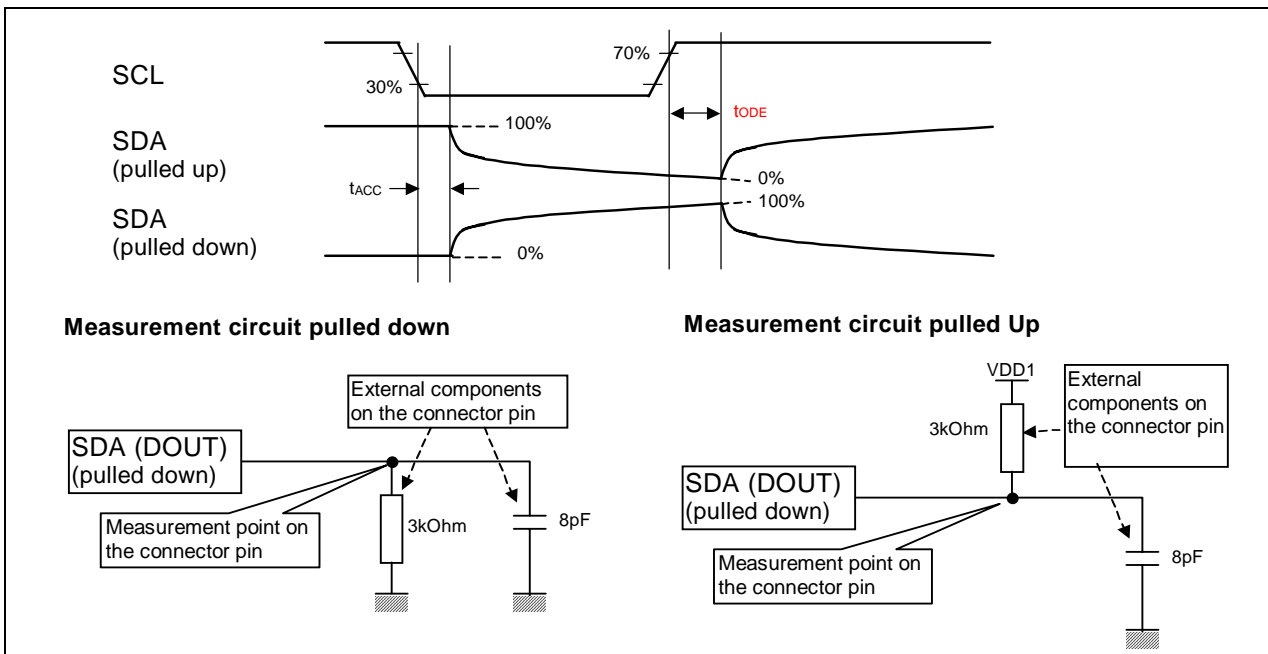 SCL
30%
70%
tODE
SDA
(pulled up)
100%
0%
tACC
100%
SDA
(pulled down)
0%
Measurement circuit pulled down
External components
on the connector pin
SDA (DOUT)
(pulled down)
3kOhm
8pF
Measurement point on
the connector pin
Measurement circuit pulled Up
VDD1
External
components on
the connector pin
3kOhm
SDA (DOUT)
(pulled down)
8pF
Measurement point on
the connector pin